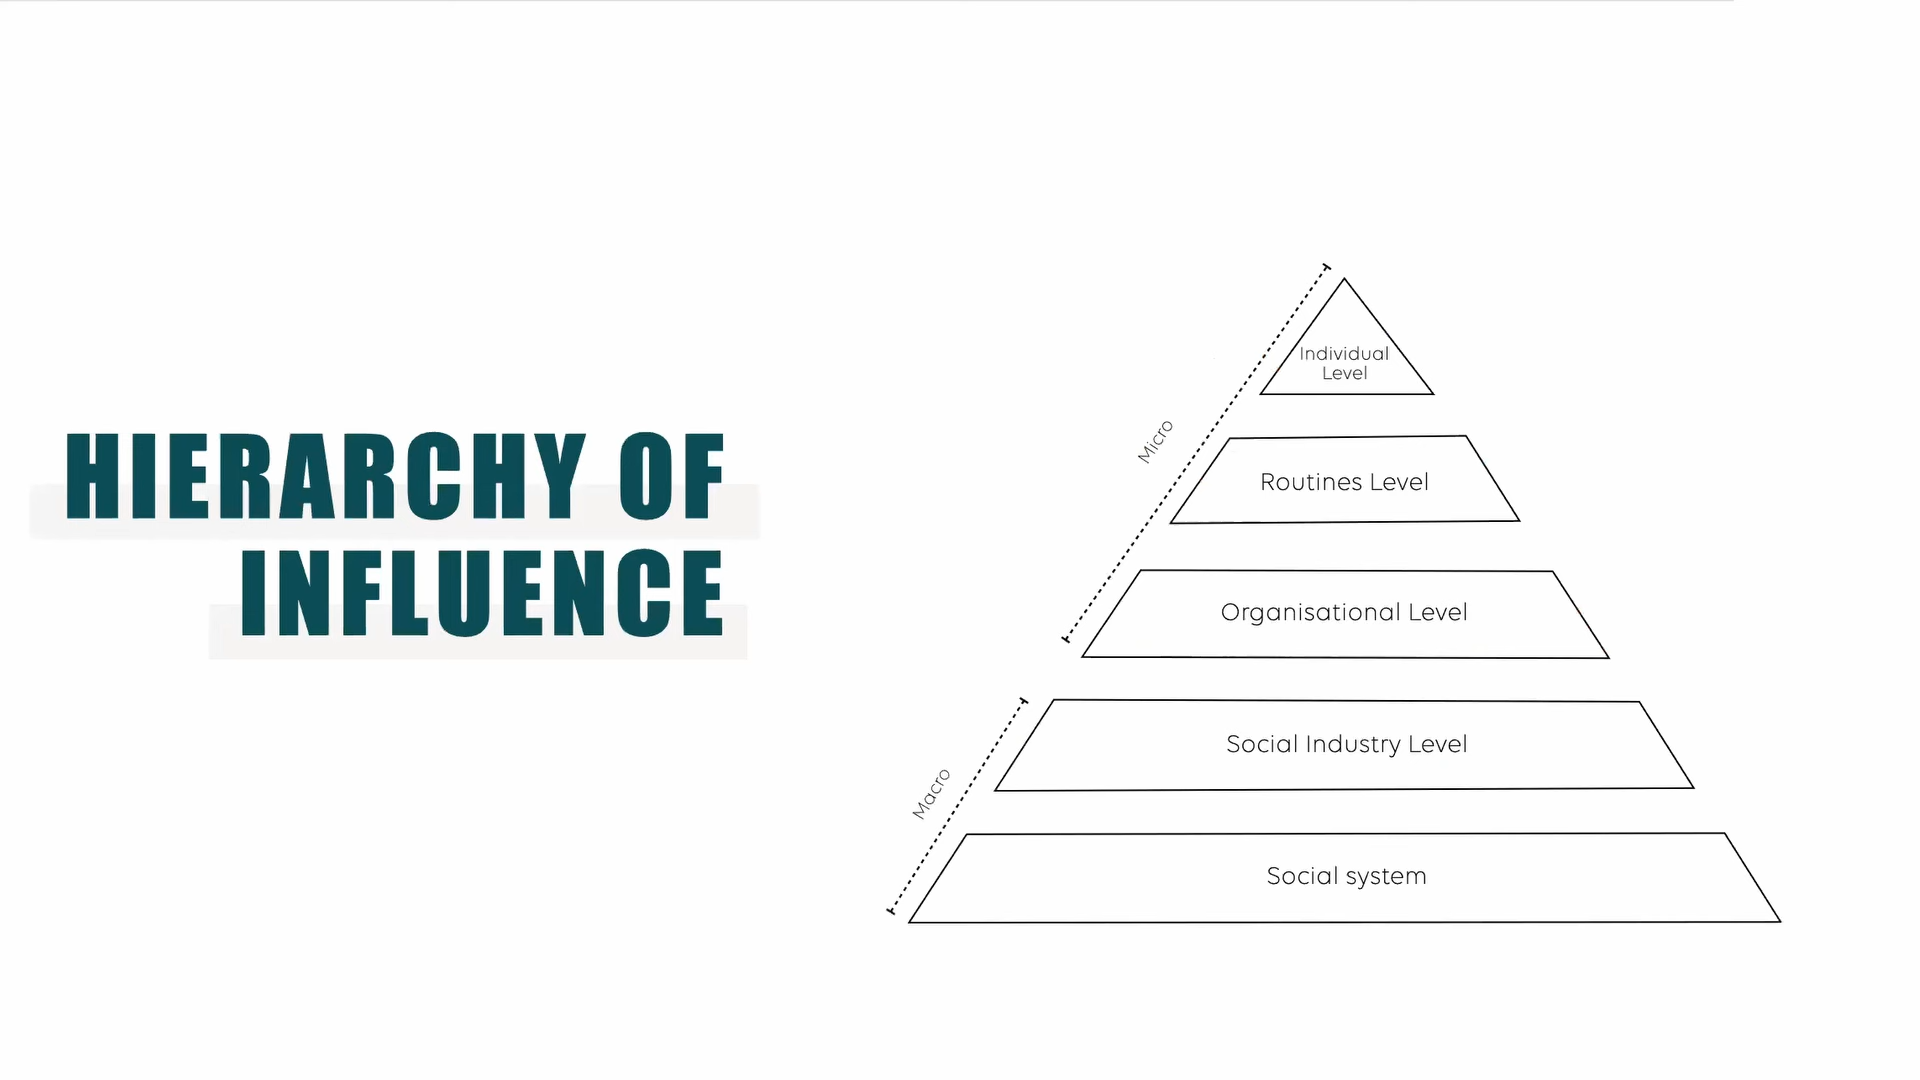 HIERARCHY OF
INFLUENCE
Micro
Individual
Level
Routines Level
Organisational Level
Macro
Social Industry Level
Social system